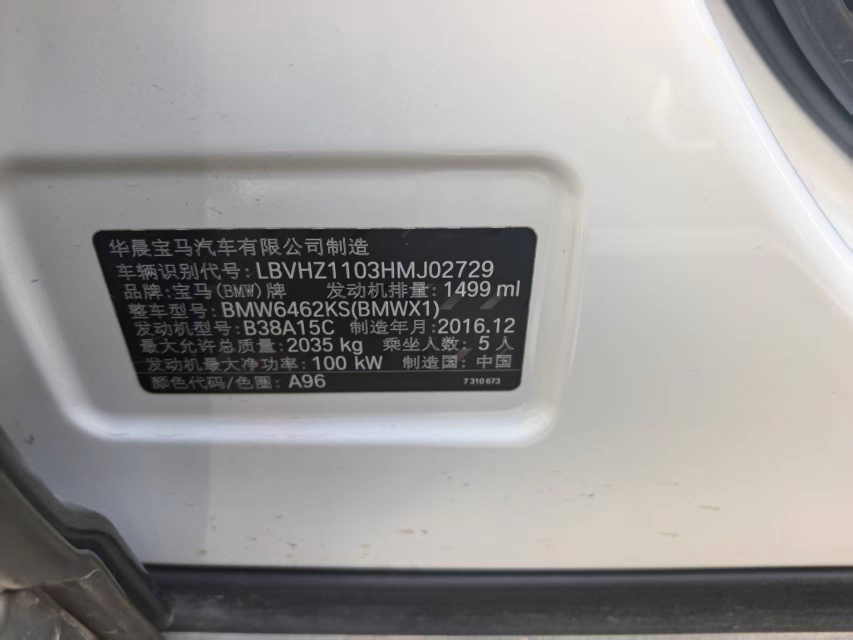 华晨宝马汽车有限公司制造
车辆识别代号: LBVHZ1103HMJ02729
品牌: 宝马(BMW)牌 发动机排量: 1499 ml
整车型号: BMW6462KS(BMWX1)
发动机型号: B38A15C 制造年月: 2016.12
最大允许总质量: 2035 kg 乘坐人数: 5 人
发动机最大净功率: 100 kW 制造国: 中国
颜色代码/色圈: A96 7 310 673